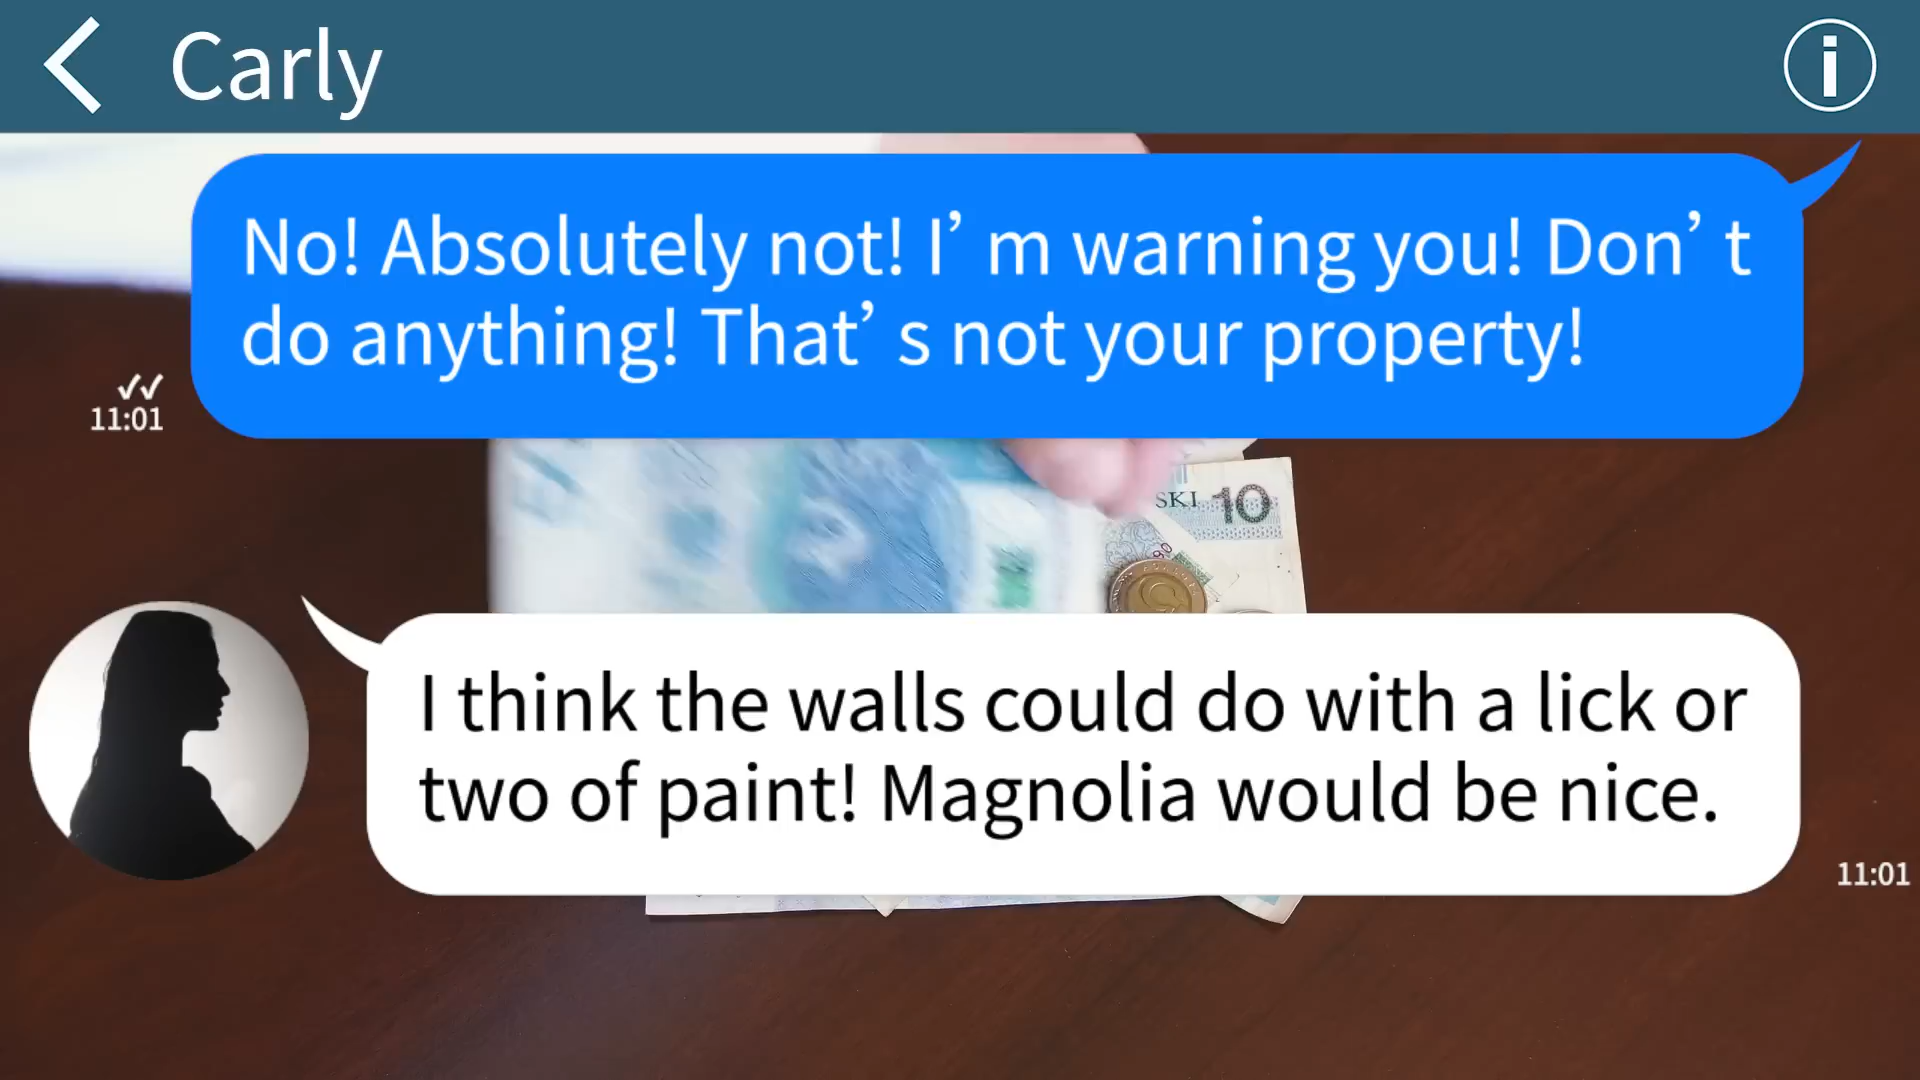 Carly
No! Absolutely not! I’m warning you! Don’t
do anything! That’s not your property!
11:01
SKI 10
I think the walls could do with a lick or
two of paint! Magnolia would be nice.
11:01